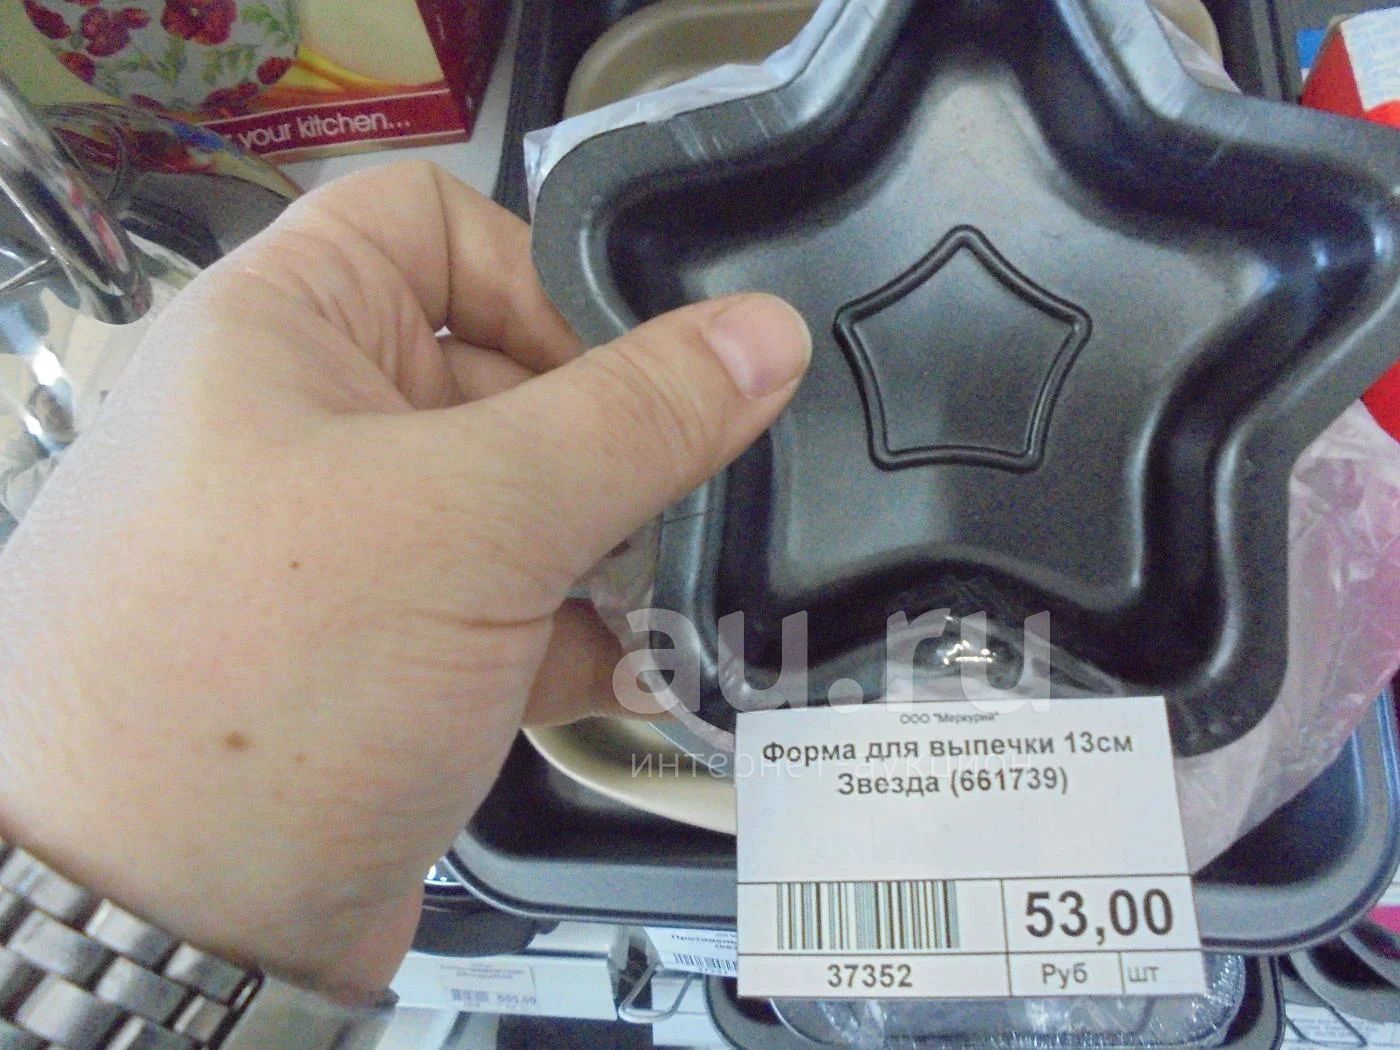 your kitchen...
au.ru
интернет-аукцион
ООО "Меркурий"
Форма для выпечки 13см
Звезда (661739)
53,00
37352
Руб
шт